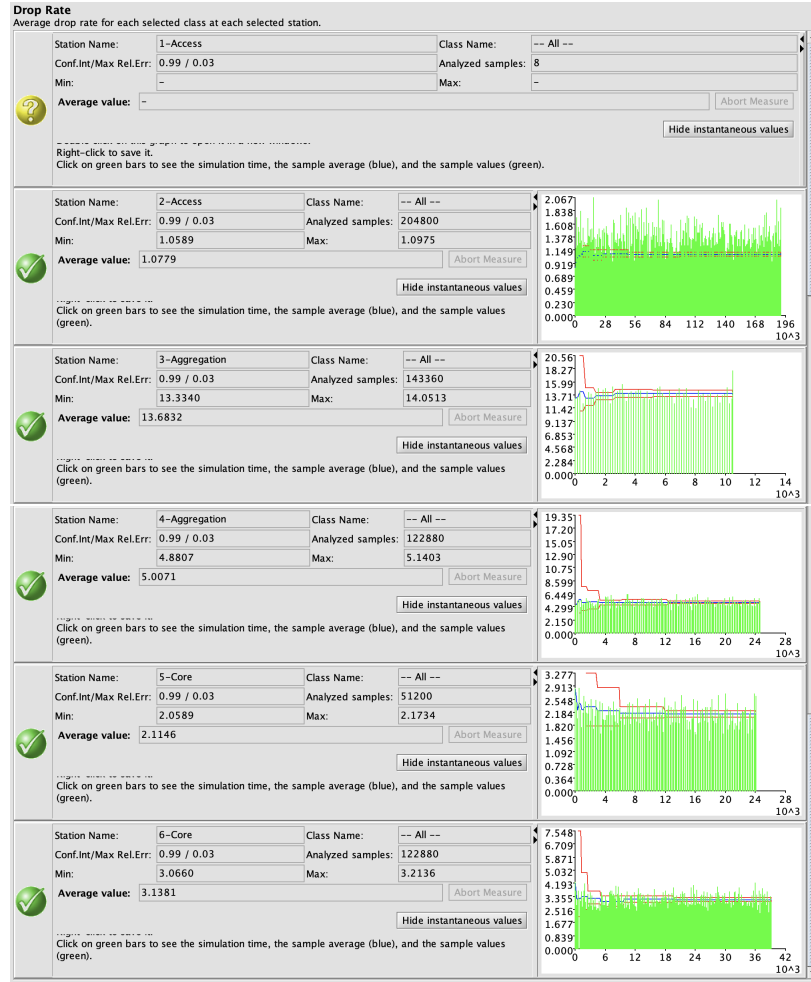 Drop Rate
Average drop rate for each selected class at each selected station.
Station Name: 1-Access Class Name: -- All --
Conf.Int/Max Rel.Err: 0.99 / 0.03 Analyzed samples: 8
Min: - Max: -
Average value: - Abort Measure
Hide instantaneous values
Right-click to save it.
Click on green bars to see the simulation time, the sample average (blue), and the sample values (green).
Station Name: 2-Access Class Name: -- All --
Conf.Int/Max Rel.Err: 0.99 / 0.03 Analyzed samples: 204800
Min: 1.0589 Max: 1.0975
Average value: 1.0779 Abort Measure
Hide instantaneous values
Click on green bars to see the simulation time, the sample average (blue), and the sample values
(green).
2.067
1.838
1.608
1.378
1.149
0.919
0.689
0.459
0.230
0.000
0 28 56 84 112 140 168 196
10^3
Station Name: 3-Aggregation Class Name: -- All --
Conf.Int/Max Rel.Err: 0.99 / 0.03 Analyzed samples: 143360
Min: 13.3340 Max: 14.0513
Average value: 13.6832 Abort Measure
Hide instantaneous values
Click on green bars to see the simulation time, the sample average (blue), and the sample values
(green).
20.56
18.27
15.99
13.71
11.42
9.137
6.853
4.568
2.284
0.000
0 2 4 6 8 10 12 14
10^3
Station Name: 4-Aggregation Class Name: -- All --
Conf.Int/Max Rel.Err: 0.99 / 0.03 Analyzed samples: 122880
Min: 4.8807 Max: 5.1403
Average value: 5.0071 Abort Measure
Hide instantaneous values
Click on green bars to see the simulation time, the sample average (blue), and the sample values
(green).
19.35
17.20
15.05
12.90
10.75
8.599
6.449
4.299
2.150
0.000
0 4 8 12 16 20 24 28
10^3
Station Name: 5-Core Class Name: -- All --
Conf.Int/Max Rel.Err: 0.99 / 0.03 Analyzed samples: 51200
Min: 2.0589 Max: 2.1734
Average value: 2.1146 Abort Measure
Hide instantaneous values
Click on green bars to see the simulation time, the sample average (blue), and the sample values
(green).
3.277
2.913
2.548
2.184
1.820
1.456
1.092
0.728
0.364
0.000
0 4 8 12 16 20 24 28
10^3
Station Name: 6-Core Class Name: -- All --
Conf.Int/Max Rel.Err: 0.99 / 0.03 Analyzed samples: 122880
Min: 3.0660 Max: 3.2136
Average value: 3.1381 Abort Measure
Hide instantaneous values
Click on green bars to see the simulation time, the sample average (blue), and the sample values
(green).
7.548
6.709
5.871
5.032
4.193
3.355
2.516
1.677
0.839
0.000
0 6 12 18 24 30 36 42
10^3